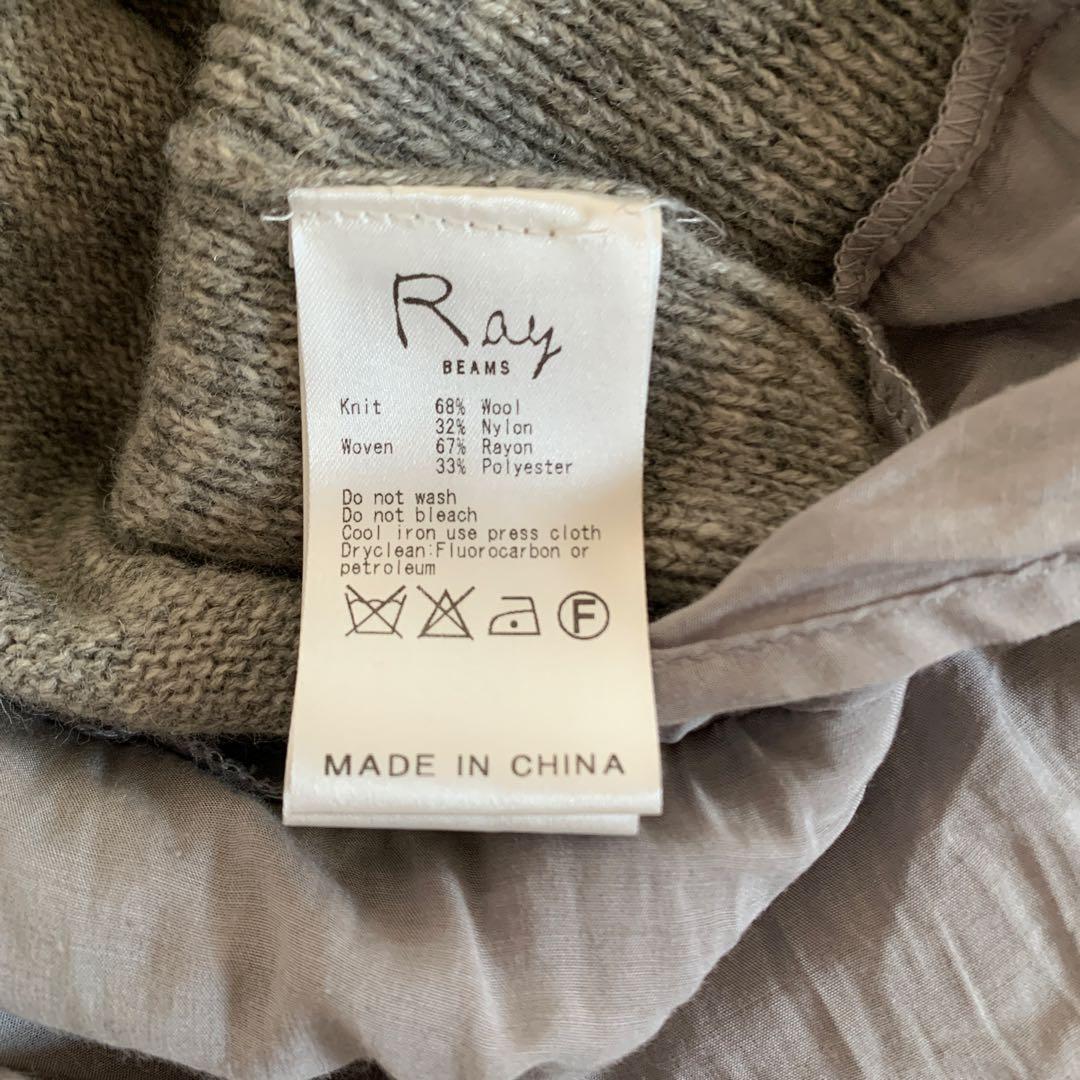 Ray
BEAMS
Knit 68% Wool
32% Nylon
Woven 67% Rayon
33% Polyester
Do not wash
Do not bleach
Cool iron use press cloth
Dryclean:Fluorocarbon or
petroleum
F
MADE IN CHINA